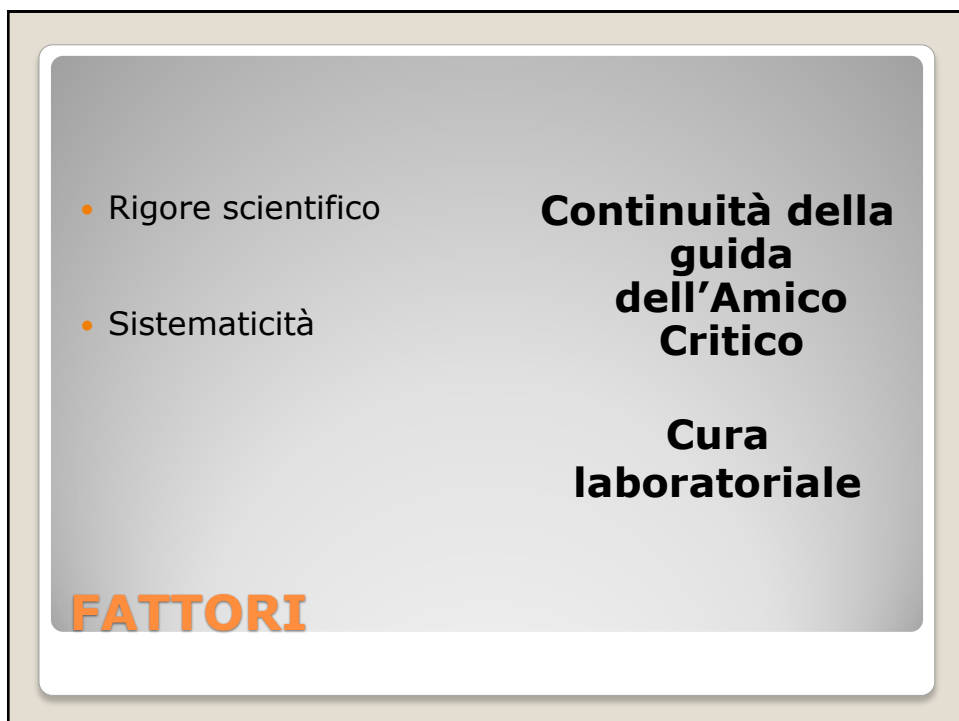 • Rigore scientifico
• Sistematicità
Continuità della
guida
dell’Amico
Critico
Cura
laboratoriale
FATTORI